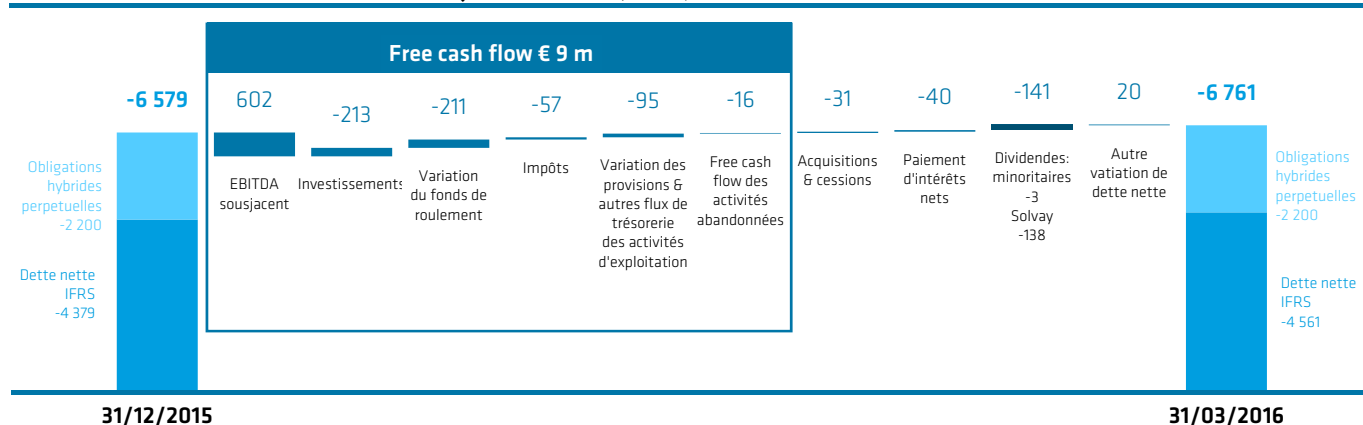 Free cash flow € 9 m
-6 579
602
-213
-211
-57
-95
-16
-31
-40
-141
20
-6 761
Obligations
hybrides
perpetuelles
-2 200
Dette nette
IFRS
-4 379
EBITDA
sousjacent
Investissements
Variation
du fonds de
roulement
Impôts
Variation des
provisions &
autres flux de
trésorerie
des activités
d'exploitation
Free cash
flow des
activités
abandonnées
Acquisitions
& cessions
Paiement
d'intérêts
nets
Dividendes:
minoritaires
-3
Solvay
-138
Autre
vatiation de
dette nette
Obligations
hybrides
perpetuelles
-2 200
Dette nette
IFRS
-4 561
31/12/2015
31/03/2016